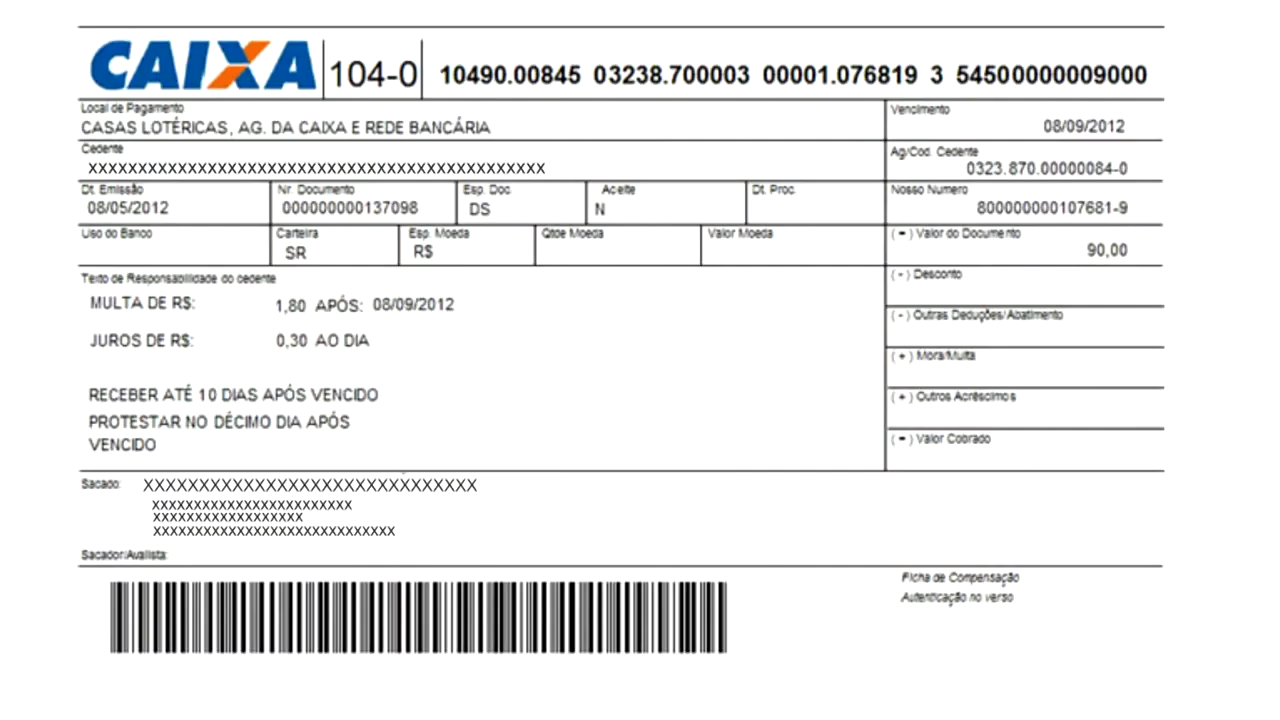 CAIXA 104-0 10490.00845 03238.700003 00001.076819 3 54500000009000
Local de Pagamento
CASAS LOTÉRICAS, AG. DA CAIXA E REDE BANCÁRIA
Vencimento
08/09/2012
Cedente
XXXXXXXXXXXXXXXXXXXXXXXXXXXXXXXXXXXXXXXXXXXXXX
Ag/Cod. Cedente
0323.870.00000084-0
Dt. Emissão Nr. Documento Esp. Doc Aceite Dt. Proc. Nosso Numero
08/05/2012 000000000137098 DS N 800000000107681-9
Uso do Banco Carteira Esp. Moeda Qtde Moeda Valor Moeda ( = ) Valor do Documento
SR R$ 90,00
Texto de Responsabilidade do cedente
( - ) Desconto
MULTA DE R$: 1,80 APÓS: 08/09/2012
( - ) Outras Deduções/Abatimento
JUROS DE R$: 0,30 AO DIA
( + ) Mora/Multa
RECEBER ATÉ 10 DIAS APÓS VENCIDO
( + ) Outros Acréscimos
PROTESTAR NO DÉCIMO DIA APÓS
VENCIDO
( = ) Valor Cobrado
Sacado: XXXXXXXXXXXXXXXXXXXXXXXXXXXXXX
XXXXXXXXXXXXXXXXXXXXXXXX
XXXXXXXXXXXXXXXXXX
XXXXXXXXXXXXXXXXXXXXXXXXXXXXX
Sacador/Avalista:
Ficha de Compensação
Autenticação no verso